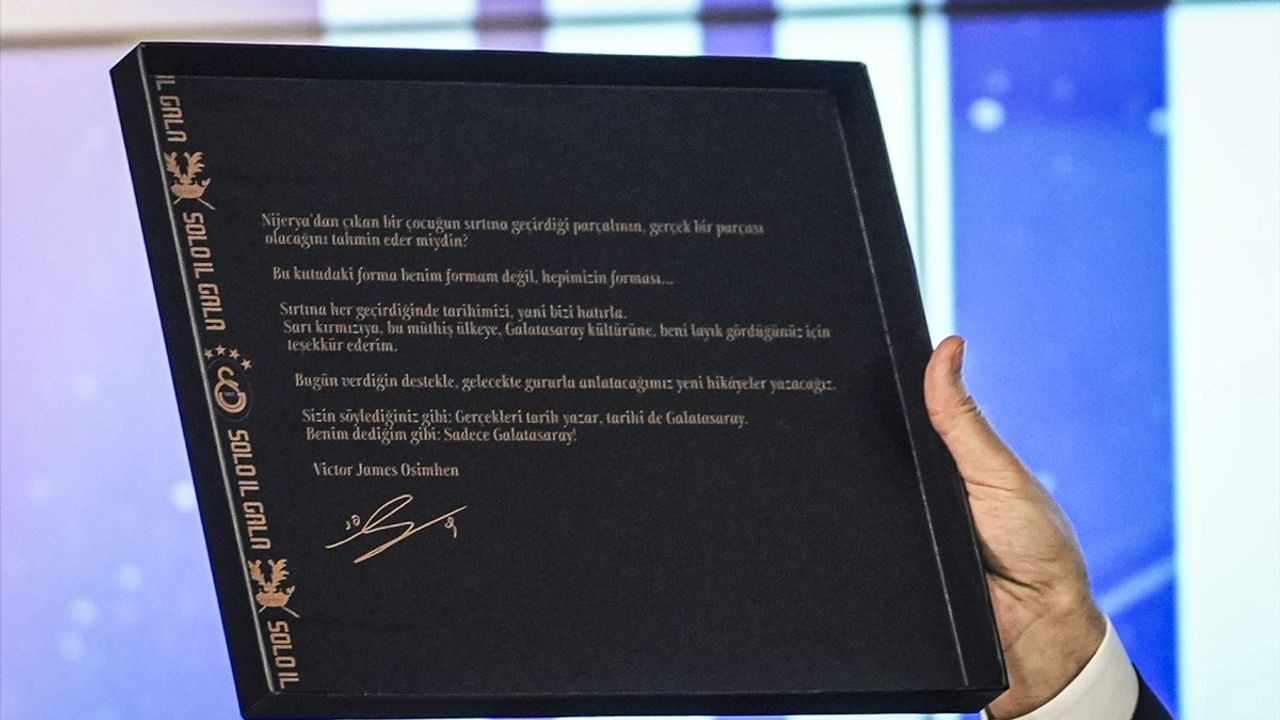 IL GALA
SOLO IL GALA
SOLO IL GALA
SOLO IL
Nijerya'dan çıkan bir çocuğun sırtına geçirdiği parçalının, gerçek bir parçası
olacağını tahmin eder miydin?
Bu kutudaki forma benim formam değil, hepimizin forması...
Sırtına her geçirdiğinde tarihimizi, yani bizi hatırla.
Sarı kırmızıya, bu müthiş ülkeye, Galatasaray kültürüne, beni layık gördüğünüz için
teşekkür ederim.
Bugün verdiğin destekle, gelecekte gururla anlatacağımız yeni hikâyeler yazacağız.
Sizin söylediğiniz gibi: Gerçekleri tarih yazar, tarihi de Galatasaray.
Benim dediğim gibi: Sadece Galatasaray!
Victor James Osimhen